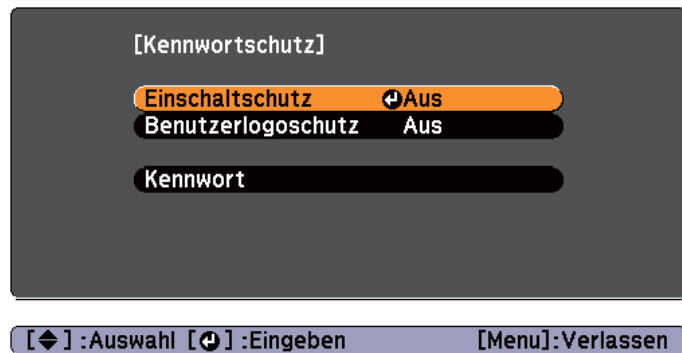 [Kennwortschutz]
Einschaltschutz Aus
Benutzerlogoschutz Aus
Kennwort
[◆] :Auswahl [⏎] :Eingeben [Menu]:Verlassen